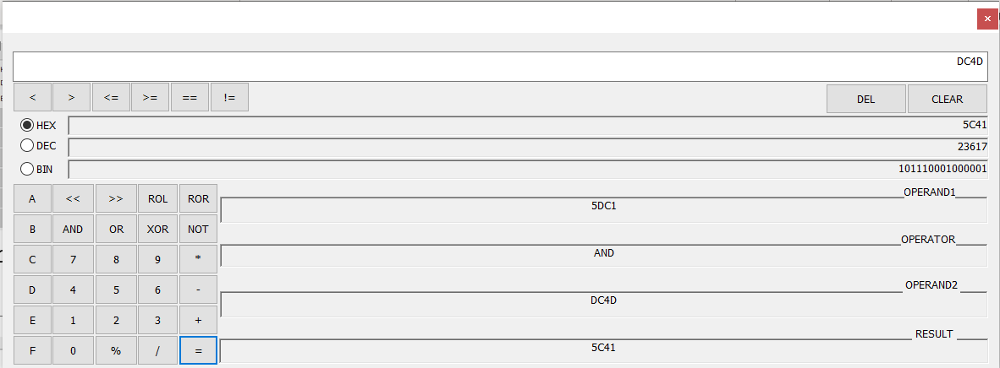 ×
DC4D
< > <= >= == != DEL CLEAR
HEX 5C41
DEC 23617
BIN 101110001000001
A << >> ROL ROR OPERAND1
5DC1
B AND OR XOR NOT
OPERATOR
C 7 8 9 * AND
D 4 5 6 - OPERAND2
DC4D
E 1 2 3 +
RESULT
F 0 % / = 5C41